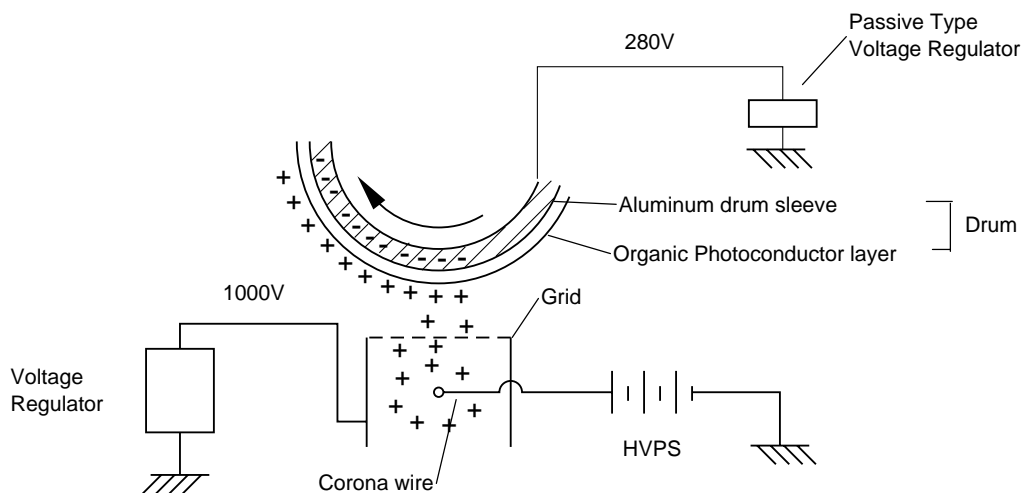 Passive Type
Voltage Regulator
280V
Aluminum drum sleeve
Drum
Organic Photoconductor layer
1000V
Grid
Voltage
Regulator
HVPS
Corona wire